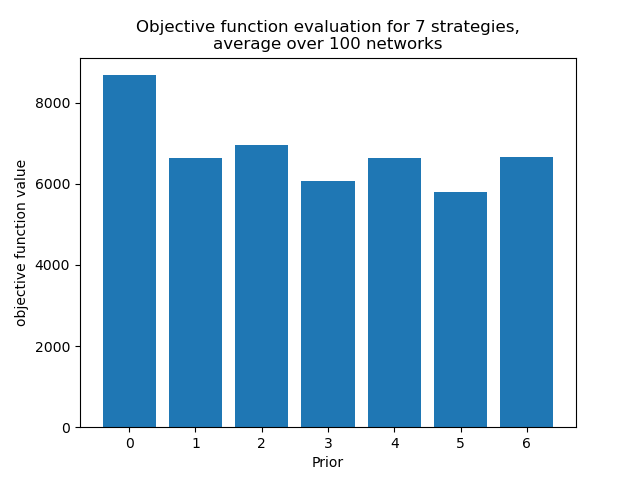 Objective function evaluation for 7 strategies,
average over 100 networks
8000
6000
4000
2000
0
objective function value
0 1 2 3 4 5 6
Prior